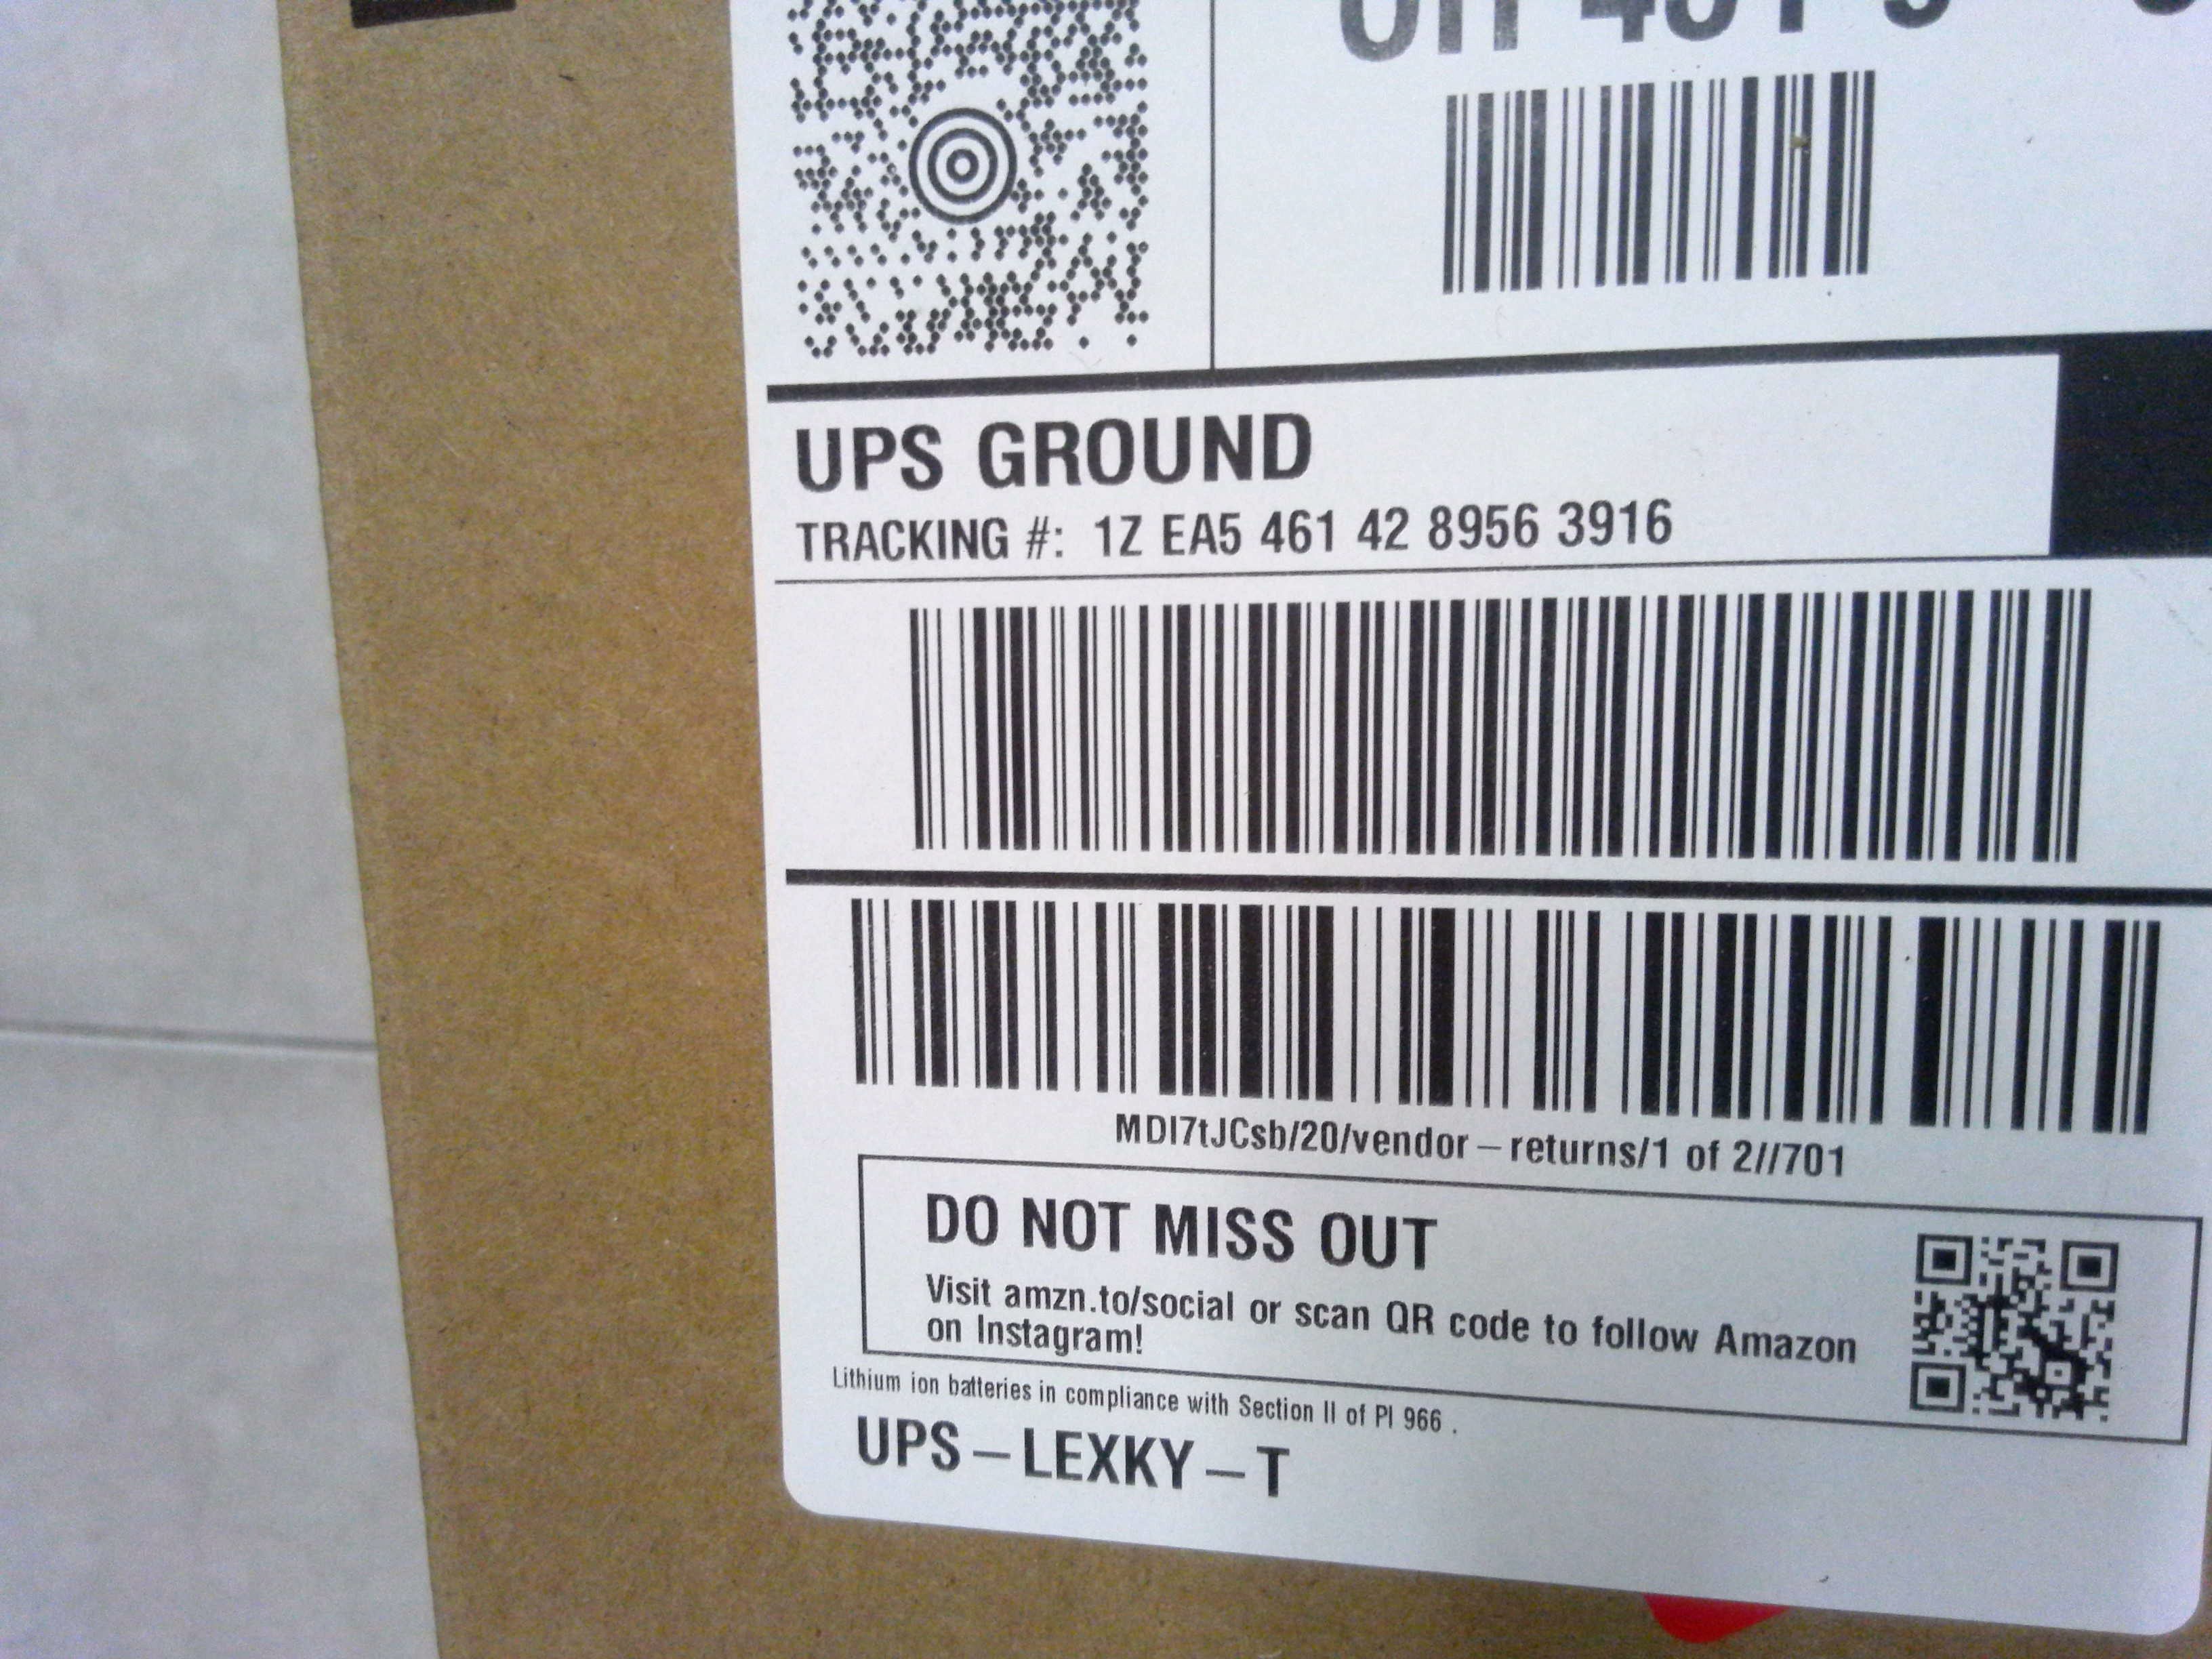 UPS GROUND
TRACKING #: 1Z EA5 461 42 8956 3916
MDI7tJCsb/20/vendor–returns/1 of 2//701
DO NOT MISS OUT
Visit amzn.to/social or scan QR code to follow Amazon
on Instagram!
Lithium ion batteries in compliance with Section II of PI 966 .
UPS–LEXKY–T